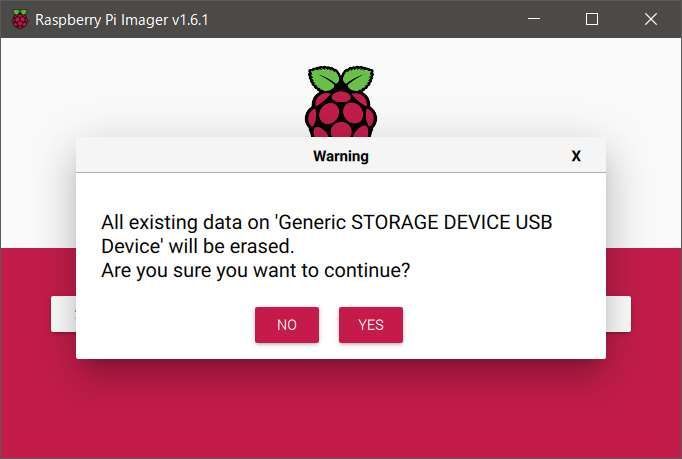 Raspberry Pi Imager v1.6.1
Warning
X
All existing data on 'Generic STORAGE DEVICE USB
Device' will be erased.
Are you sure you want to continue?
NO
YES